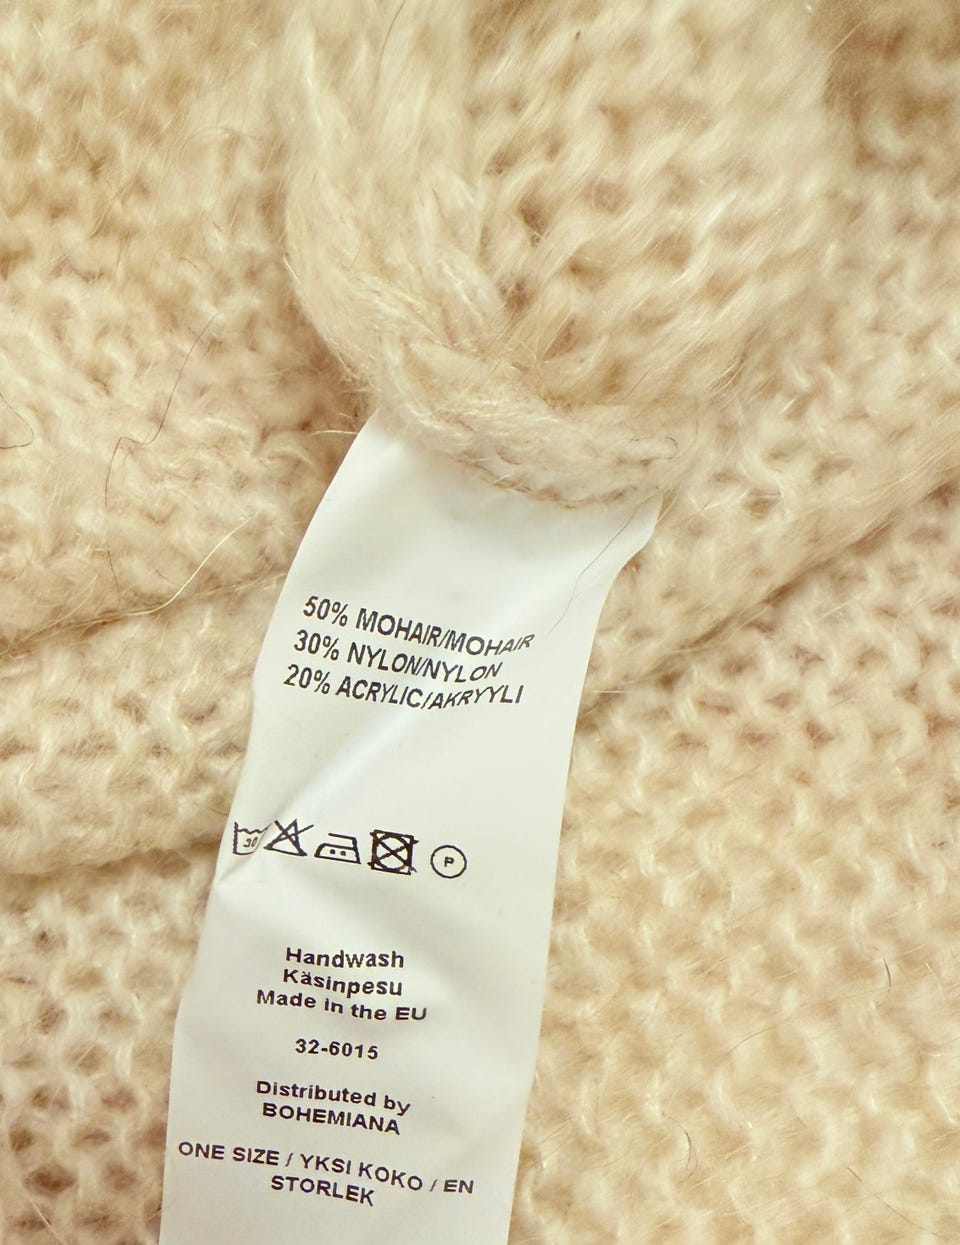 50% MOHAIR/MOHAIR
30% NYLON/NYLON
20% ACRYLIC/AKRYYLI
30 P
Handwash
Käsinpesu
Made in the EU
32-6015
Distributed by
BOHEMIANA
ONE SIZE / YKSI KOKO / EN
STORLEK